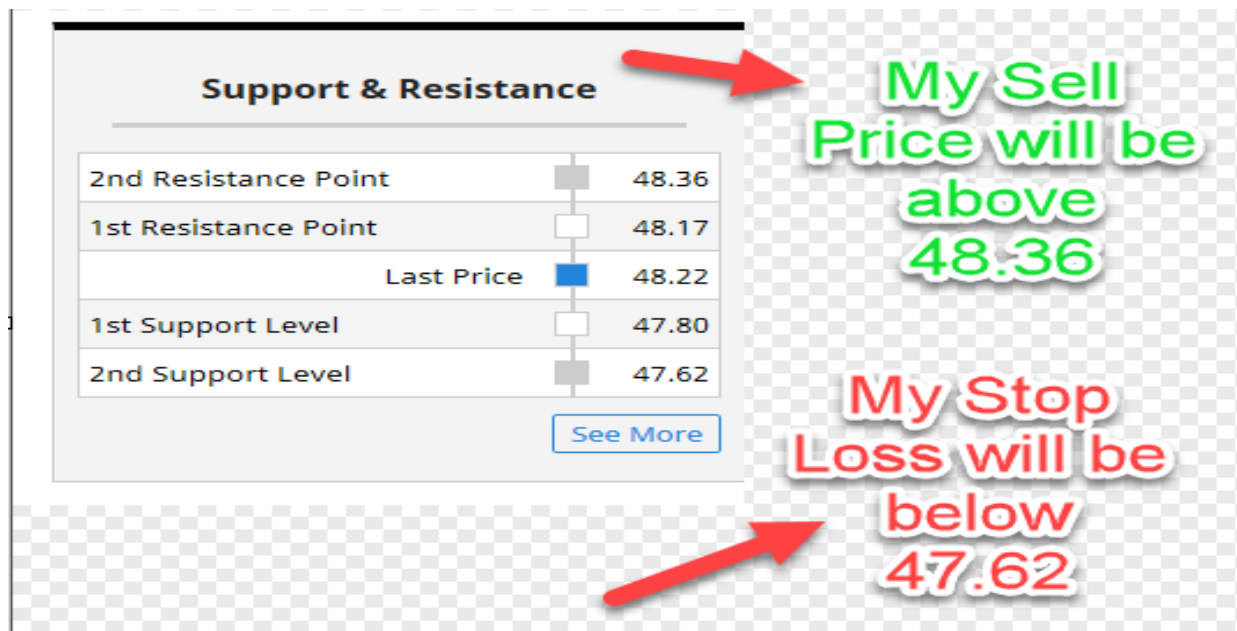 Support & Resistance
2nd Resistance Point 48.36
1st Resistance Point 48.17
Last Price 48.22
1st Support Level 47.80
2nd Support Level 47.62
See More
My Sell
Price will be
above
48.36
My Stop
Loss will be
below
47.62